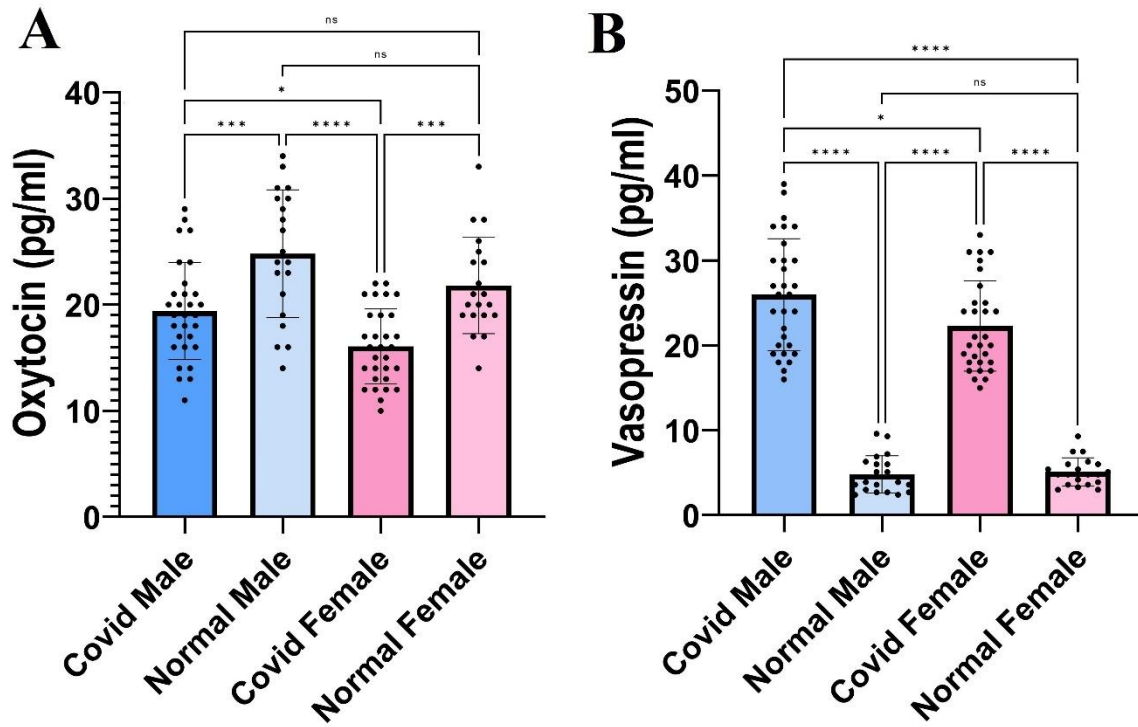 A
Oxytocin (pg/ml)
40
30
20
10
0
ns
ns
*
***
****
***
Covid Male
Normal Male
Covid Female
Normal Female
B
Vasopressin (pg/ml)
50
40
30
20
10
0
****
ns
*
****
****
****
Covid Male
Normal Male
Covid Female
Normal Female